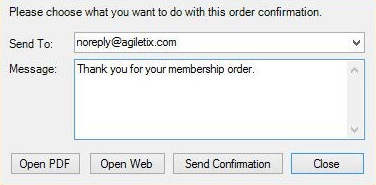 Please choose what you want to do with this order confirmation.
Send To: noreply@agiletix.com
Message: Thank you for your membership order.
Open PDF Open Web Send Confirmation Close